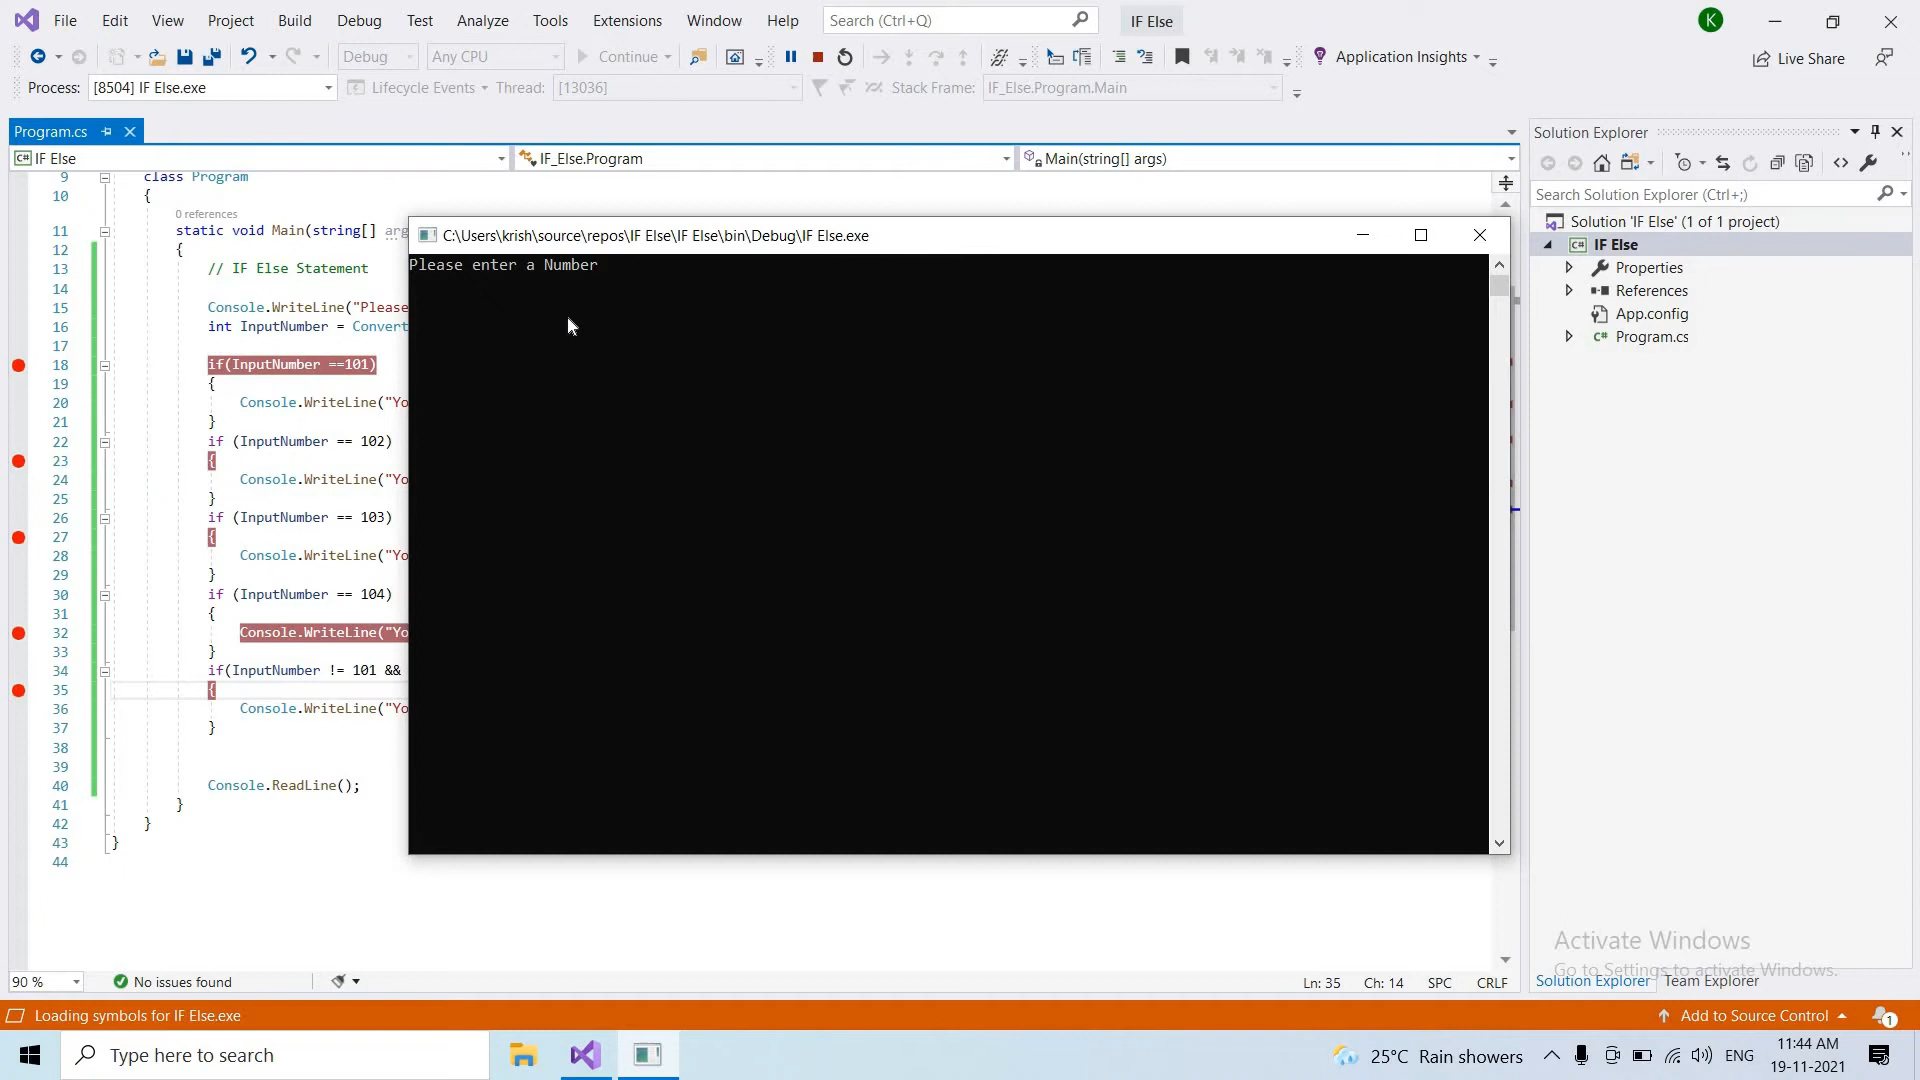 File Edit View Project Build Debug Test Analyze Tools Extensions Window Help Search (Ctrl+Q) IF Else K
Debug Any CPU Continue Application Insights Live Share
Process: [8504] IF Else.exe Lifecycle Events Thread: [13036] Stack Frame: IF_Else.Program.Main
Program.cs
IF Else IF_Else.Program Main(string[] args)
9 class Program
10 {
0 references
11 static void Main(string[]
12 {
13 // IF Else Statement
14
15 Console.WriteLine("Please
16 int InputNumber = Convert
17
18 if(InputNumber ==101)
19 {
20 Console.WriteLine("Yo
21 }
22 if (InputNumber == 102)
23 {
24 Console.WriteLine("Yo
25 }
26 if (InputNumber == 103)
27 {
28 Console.WriteLine("Yo
29 }
30 if (InputNumber == 104)
31 {
32 Console.WriteLine("Yo
33 }
34 if(InputNumber != 101 &&
35 {
36 Console.WriteLine("Yo
37 }
38
39
40 Console.ReadLine();
41 }
42 }
43 }
44
C:\Users\krish\source\repos\IF Else\IF Else\bin\Debug\IF Else.exe
Please enter a Number
Solution Explorer
Search Solution Explorer (Ctrl+;)
Solution 'IF Else' (1 of 1 project)
C# IF Else
Properties
References
App.config
C# Program.cs
Activate Windows
Go to Settings to activate Windows.
Solution Explorer Team Explorer
90 % No issues found Ln: 35 Ch: 14 SPC CRLF
Loading symbols for IF Else.exe Add to Source Control 1
Type here to search 25°C Rain showers ENG 11:44 AM
19-11-2021